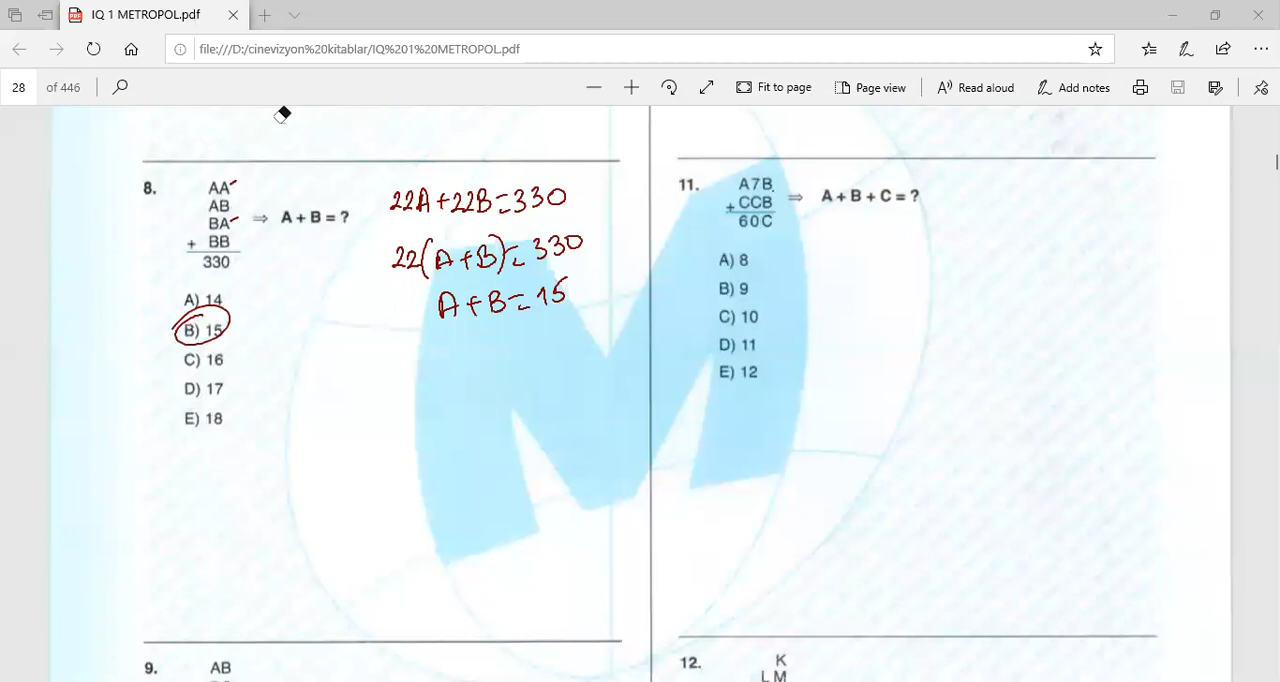 IQ 1 METROPOL.pdf
file:///D:/cinevizyon%20kitablar/IQ%201%20METROPOL.pdf
28 of 446
Fit to page
Page view
Read aloud
Add notes
8.
AA
AB
BA
+ BB
330
⇒ A + B = ?
A) 14
B) 15
C) 16
D) 17
E) 18
22A+22B=330
22(A+B)=330
A+B=15
9.
AB
11.
A7B
+ CCB
60C
⇒ A + B + C = ?
A) 8
B) 9
C) 10
D) 11
E) 12
12.
K
LM